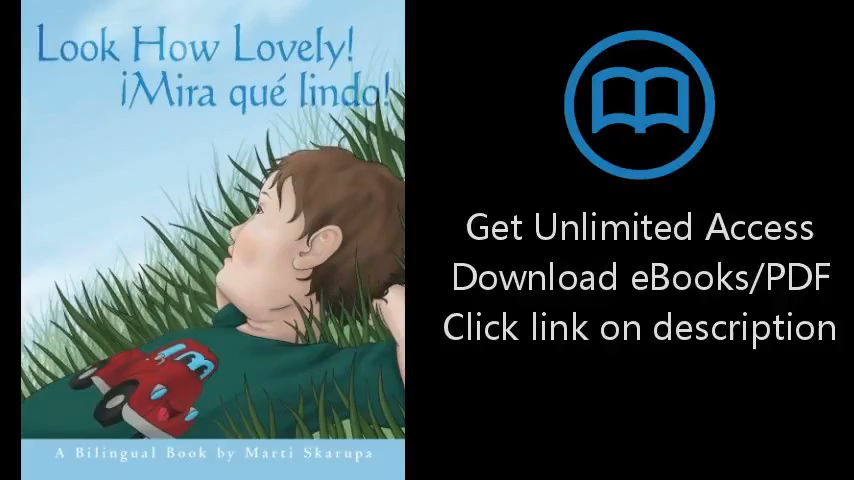 Look How Lovely!
¡Mira qué lindo!
A Bilingual Book by Marti Skarupa
Get Unlimited Access
Download eBooks/PDF
Click link on description